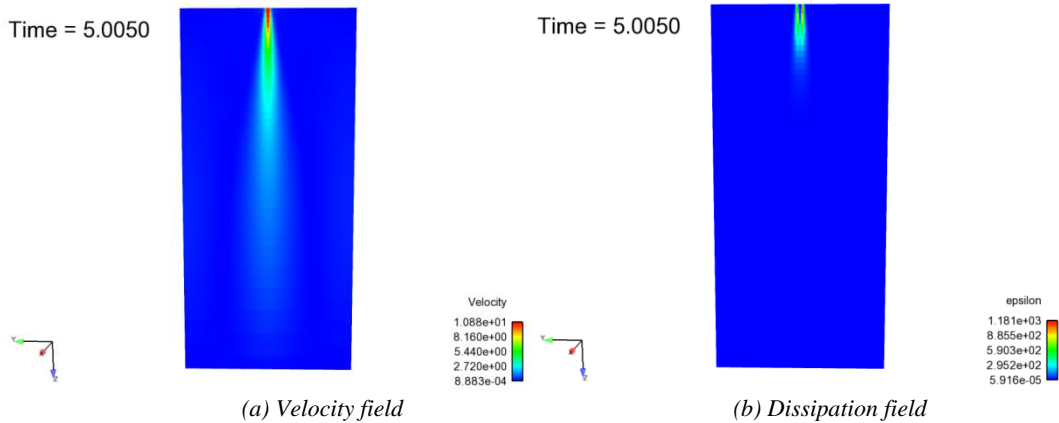 Time = 5.0050
Velocity
1.088e+01
8.160e+00
5.440e+00
2.720e+00
8.883e-04
Y
X
Z
(a) Velocity field
Time = 5.0050
epsilon
1.181e+03
8.855e+02
5.903e+02
2.952e+02
5.916e-05
Y
X
Z
(b) Dissipation field